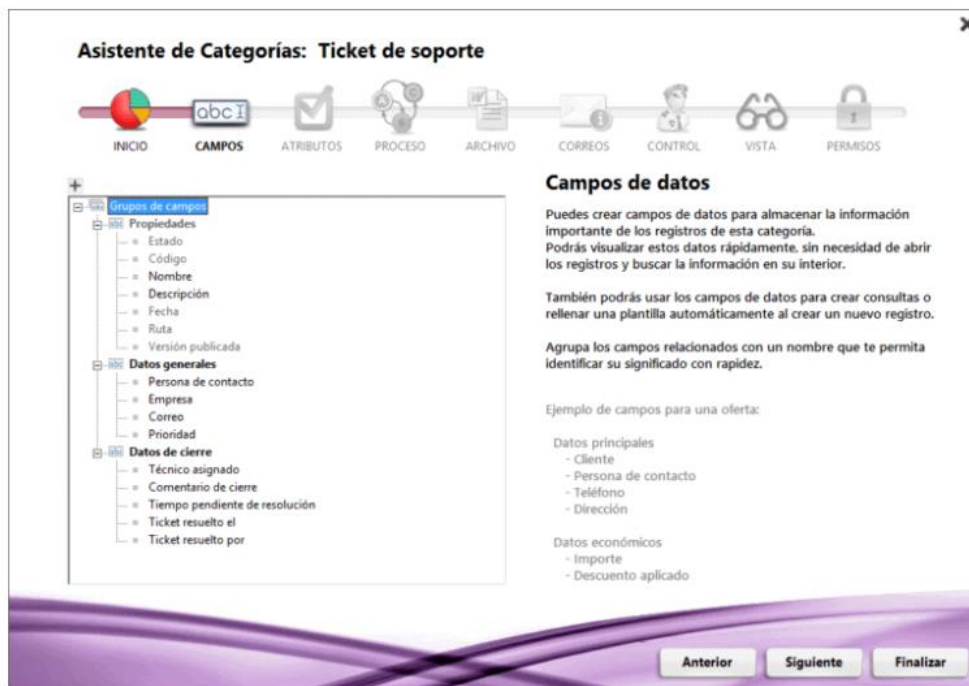 Asistente de Categorías: Ticket de soporte
abc
INICIO
CAMPOS
ATRIBUTOS
PROCESO
ARCHIVO
CORREOS
CONTROL
VISTA
PERMISOS
Grupos de campos
Propiedades
Estado
Código
Nombre
Descripción
Fecha
Ruta
Versión publicada
Datos generales
Persona de contacto
Empresa
Correo
Prioridad
Datos de cierre
Técnico asignado
Comentario de cierre
Tiempo pendiente de resolución
Ticket resuelto el
Ticket resuelto por
Campos de datos
Puedes crear campos de datos para almacenar la información
importante de los registros de esta categoría.
Podrás visualizar estos datos rápidamente, sin necesidad de abrir
los registros y buscar la información en su interior.
También podrás usar los campos de datos para crear consultas o
rellenar una plantilla automáticamente al crear un nuevo registro.
Agrupa los campos relacionados con un nombre que te permita
identificar su significado con rapidez.
Ejemplo de campos para una oferta:
Datos principales
- Cliente
- Persona de contacto
- Teléfono
- Dirección
Datos económicos
- Importe
- Descuento aplicado
Anterior
Siguiente
Finalizar